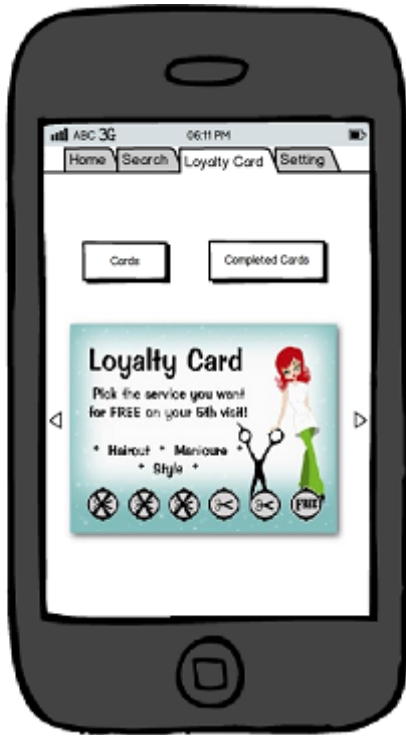 ABC 3G 06:11 PM
Home Search Loyalty Card Setting
Cards Completed Cards
Loyalty Card
Pick the service you want
for FREE on your 6th visit!
* Haircut * Manicure *
* Style *
FREE